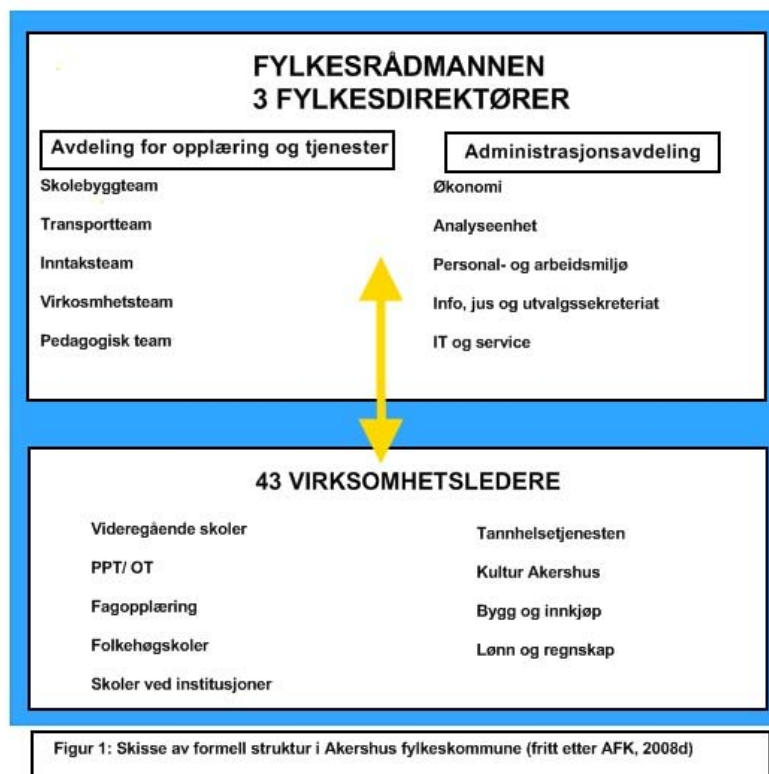 FYLKESRÅDMANNEN
3 FYLKESDIREKTØRER
Avdeling for opplæring og tjenester
Skolebyggteam
Transportteam
Inntaksteam
Virkosmhetsteam
Pedagogisk team
Administrasjonsavdeling
Økonomi
Analyseenhet
Personal- og arbeidsmiljø
Info, jus og utvalgssekreteriat
IT og service
43 VIRKSOMHETSLEDERE
Videregående skoler
PPT/ OT
Fagopplæring
Folkehøgskoler
Skoler ved institusjoner
Tannhelsetjenesten
Kultur Akershus
Bygg og innkjøp
Lønn og regnskap
Figur 1: Skisse av formell struktur i Akershus fylkeskommune (fritt etter AFK, 2008d)